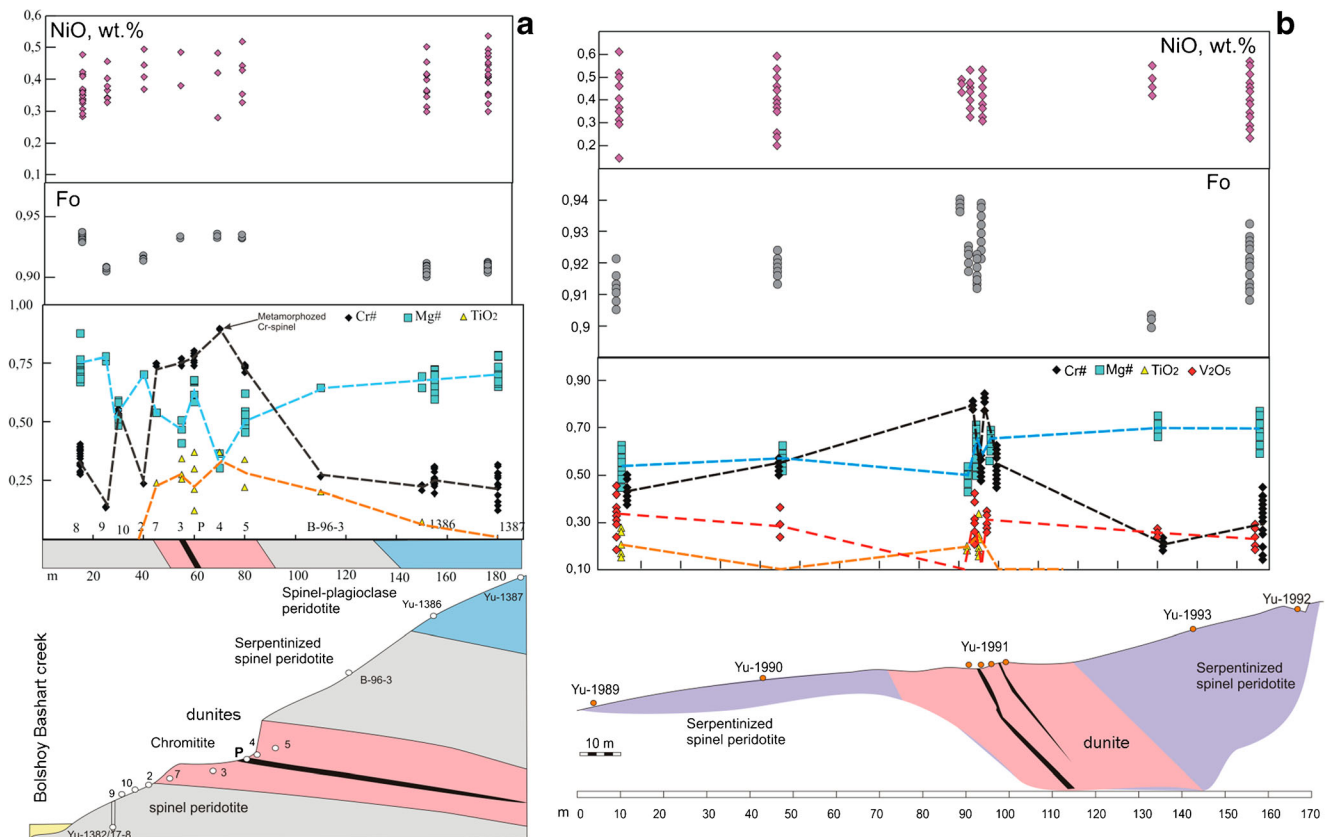 a
NiO, wt.%
0,6
0,5
0,4
0,3
0,2
0,1
Fo
0,95
0,90
1,00
0,75
0,50
0,25
Metamorphozed
Cr-spinel
Cr# Mg# TiO2
8 9 10 2 7 3 P 4 5 B-96-3 1386 1387
m 20 40 60 80 100 120 140 160 180
Spinel-plagioclase
peridotite
Yu-1386
Yu-1387
Serpentinized
spinel peridotite
B-96-3
dunites
Chromitite
P
4
5
3
7
2
10
9
spinel peridotite
Yu-1382/17-8
Bolshoy Bashart creek
b
NiO, wt.%
0,6
0,5
0,4
0,3
0,2
Fo
0,94
0,93
0,92
0,91
0,9
Cr# Mg# TiO2 V2O5
0,90
0,70
0,50
0,30
0,10
Yu-1989
Yu-1990
Yu-1991
Yu-1993
Yu-1992
Serpentinized
spinel peridotite
Serpentinized
spinel peridotite
dunite
10 m
m 0 10 20 30 40 50 60 70 80 90 100 110 120 130 140 150 160 170